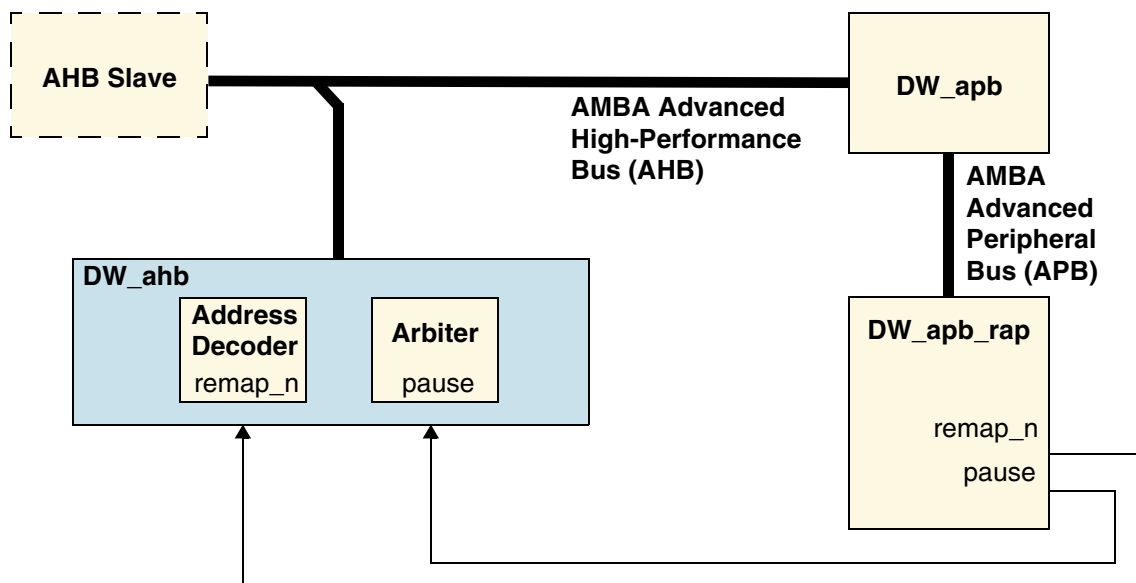 AHB Slave
DW_apb
AMBA Advanced
High-Performance
Bus (AHB)
AMBA
Advanced
Peripheral
Bus (APB)
DW_ahb
Address
Decoder
remap_n
Arbiter
pause
DW_apb_rap
remap_n
pause